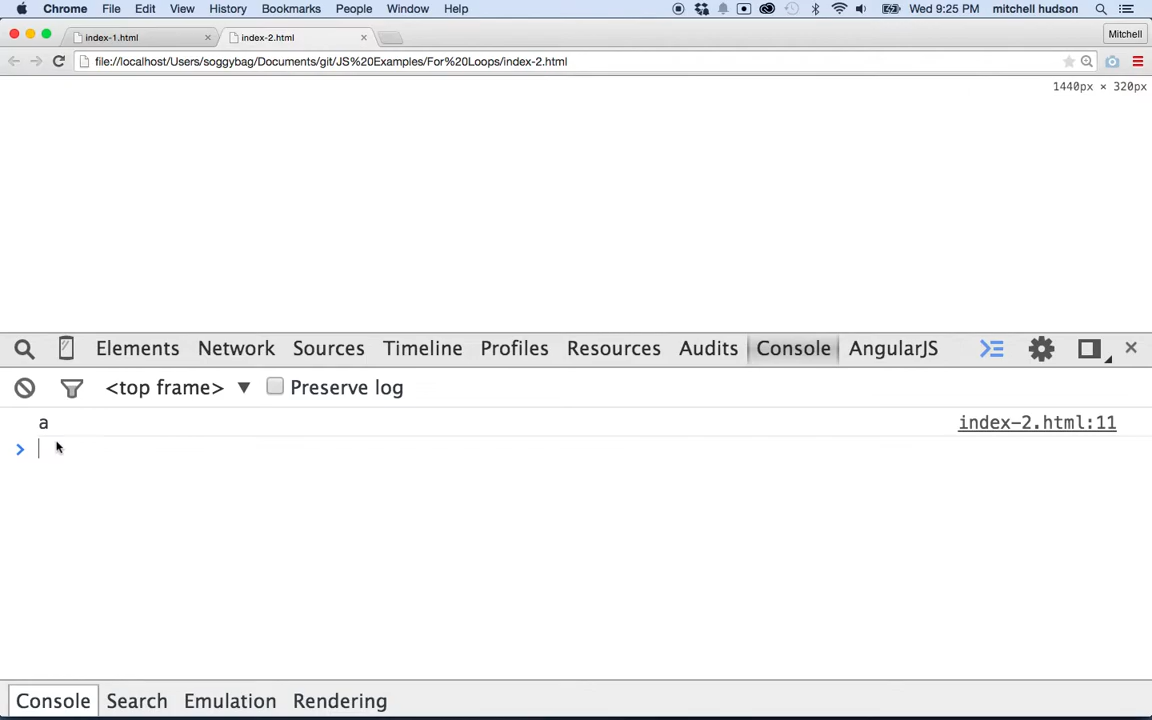 Chrome File Edit View History Bookmarks People Window Help Wed 9:25 PM mitchell hudson
index-1.html × index-2.html × Mitchell
file://localhost/Users/soggybag/Documents/git/JS%20Examples/For%20Loops/index-2.html
1440px × 320px
Elements Network Sources Timeline Profiles Resources Audits Console AngularJS
<top frame> ▼ Preserve log
a index-2.html:11
>
Console Search Emulation Rendering